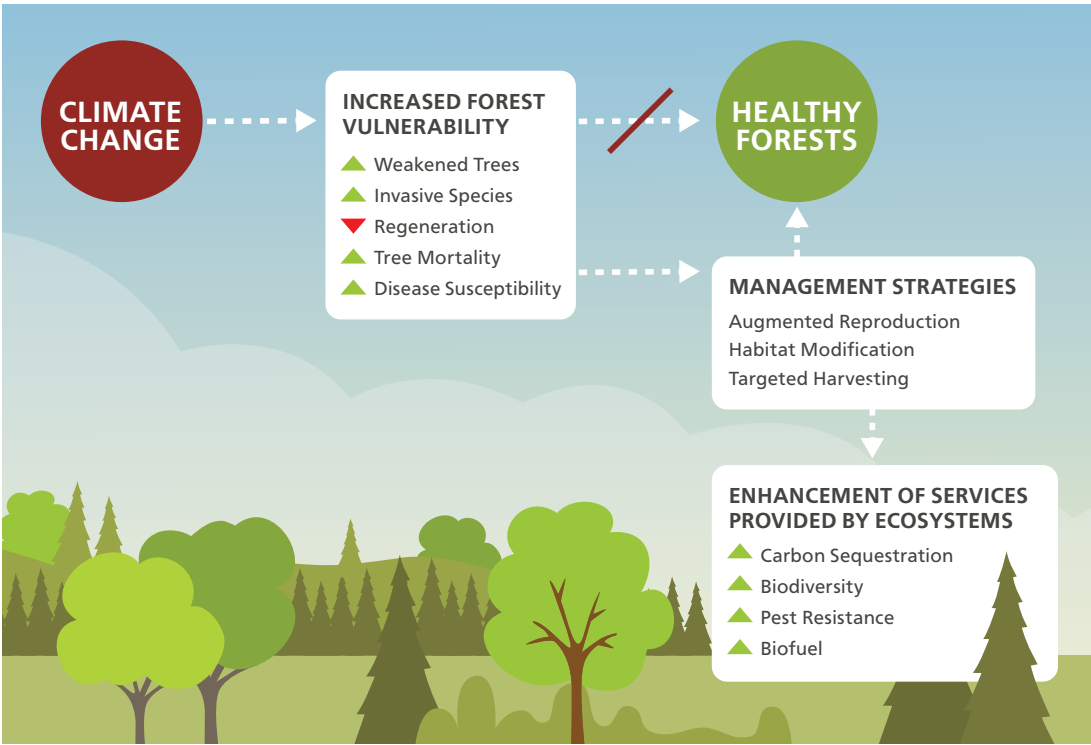 CLIMATE
CHANGE
INCREASED FOREST
VULNERABILITY
Weakened Trees
Invasive Species
Regeneration
Tree Mortality
Disease Susceptibility
HEALTHY
FORESTS
MANAGEMENT STRATEGIES
Augmented Reproduction
Habitat Modification
Targeted Harvesting
ENHANCEMENT OF SERVICES
PROVIDED BY ECOSYSTEMS
Carbon Sequestration
Biodiversity
Pest Resistance
Biofuel